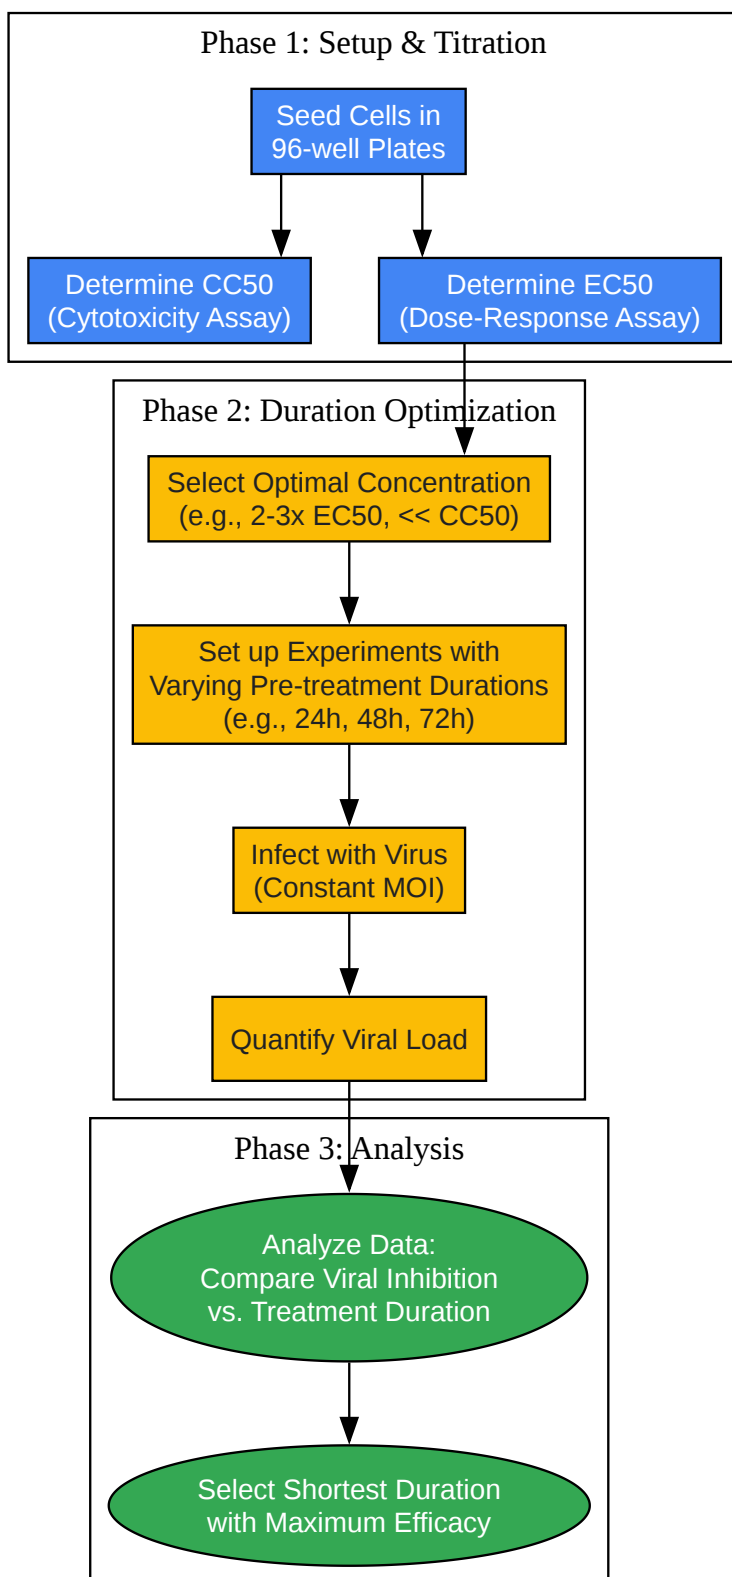 Phase 1: Setup & Titration
Seed Cells in
96-well Plates
Determine CC50
(Cytotoxicity Assay)
Determine EC50
(Dose-Response Assay)
Phase 2: Duration Optimization
Select Optimal Concentration
(e.g., 2-3x EC50, << CC50)
Set up Experiments with
Varying Pre-treatment Durations
(e.g., 24h, 48h, 72h)
Infect with Virus
(Constant MOI)
Quantify Viral Load
Phase 3: Analysis
Analyze Data:
Compare Viral Inhibition
vs. Treatment Duration
Select Shortest Duration
with Maximum Efficacy